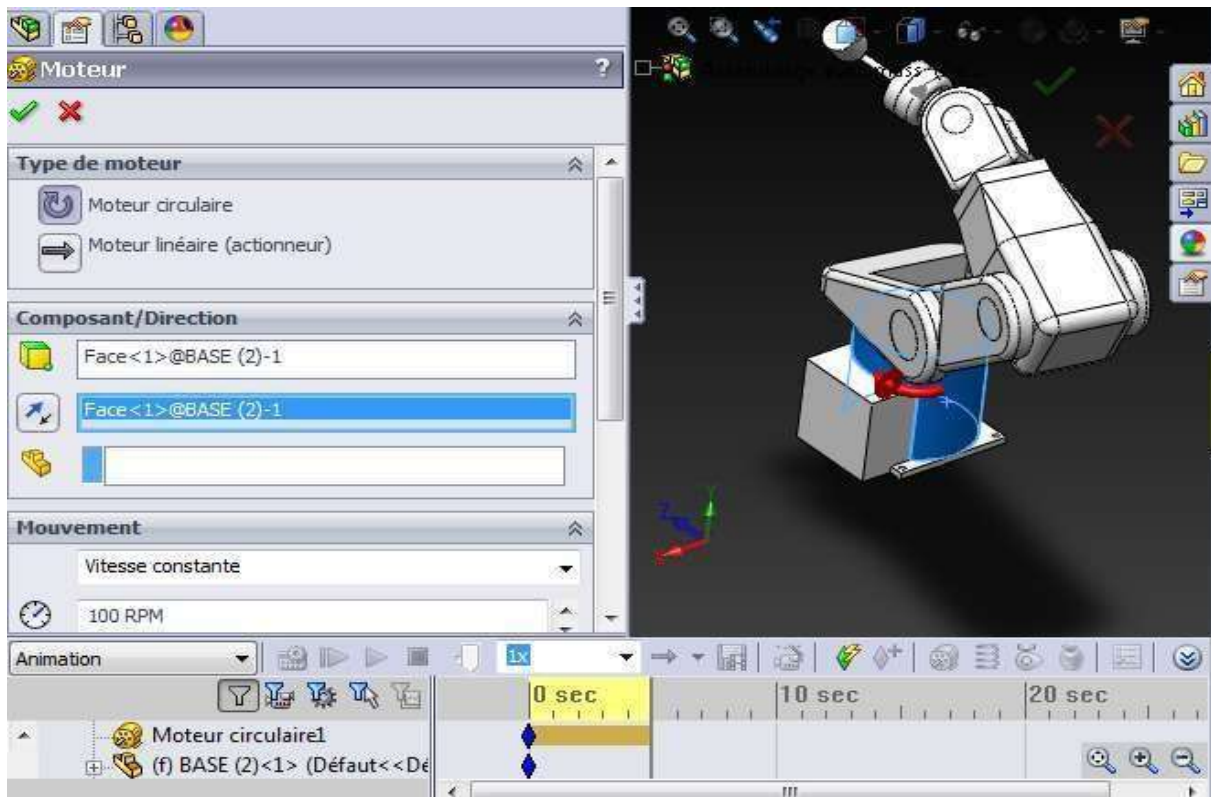 Moteur ?
Type de moteur
Moteur circulaire
Moteur linéaire (actionneur)
Composant/Direction
Face<1>@BASE (2)-1
Face<1>@BASE (2)-1
Mouvement
Vitesse constante
100 RPM
Z
Y
Animation
1x
0 sec
10 sec
20 sec
Moteur circulaire1
(f) BASE (2)<1> (Défaut<<Dé